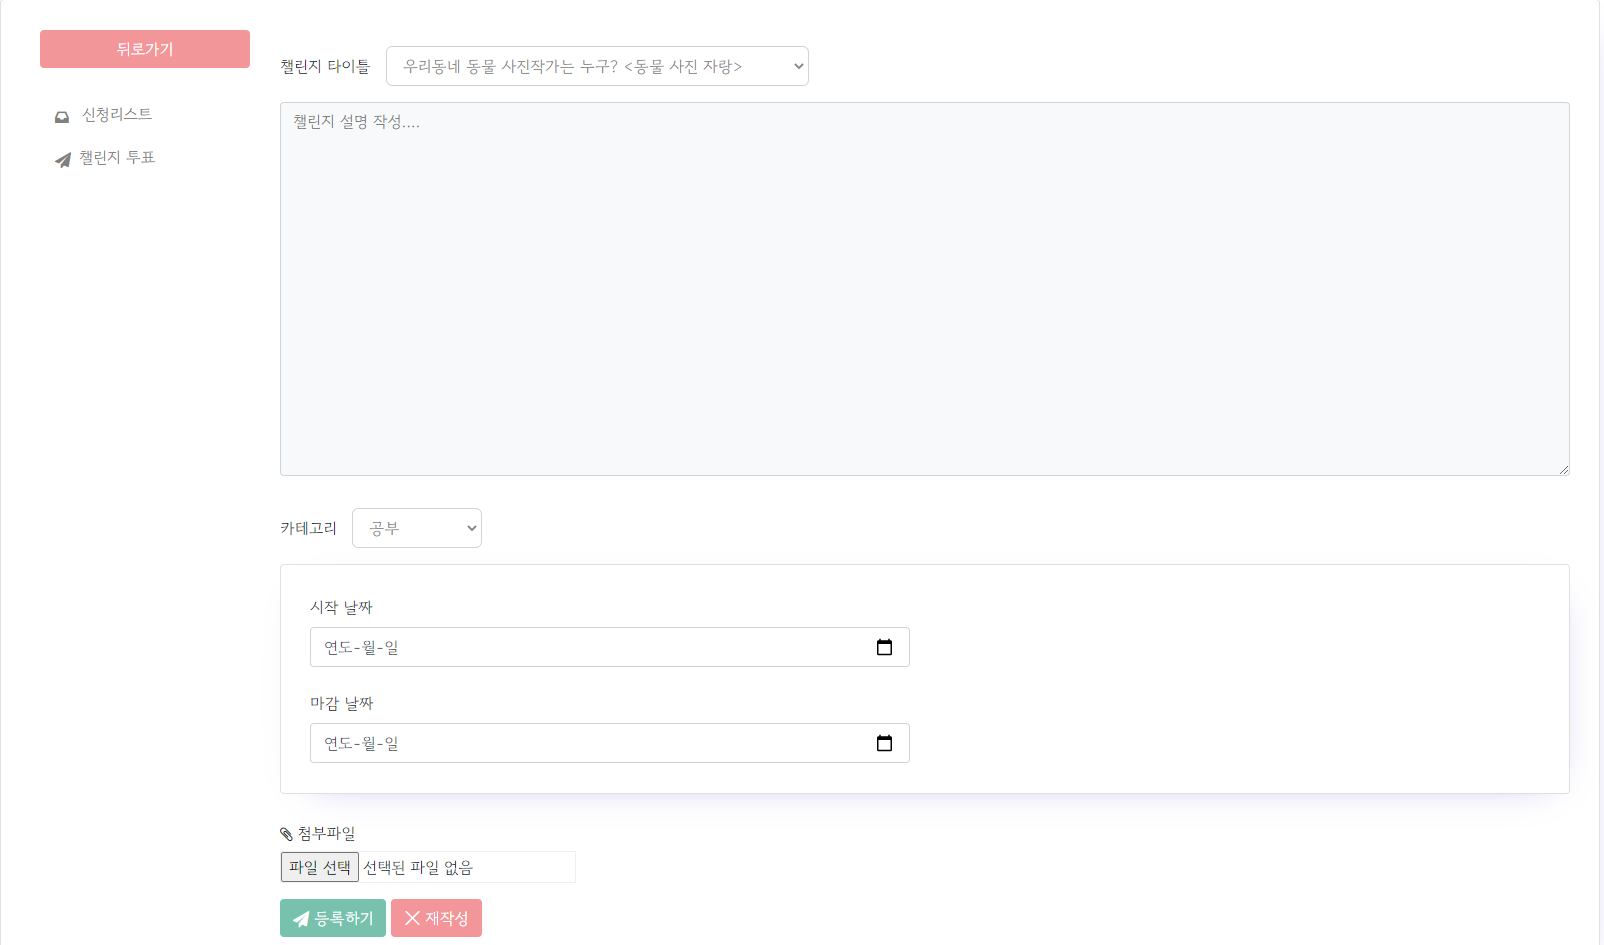 뒤로가기
신청리스트
챌린지 투표
챌린지 타이틀
우리동네 동물 사진작가는 누구? <동물 사진 자랑>
챌린지 설명 작성....
카테고리
공부
시작 날짜
연도-월-일
마감 날짜
연도-월-일
첨부파일
파일 선택 선택된 파일 없음
등록하기
재작성